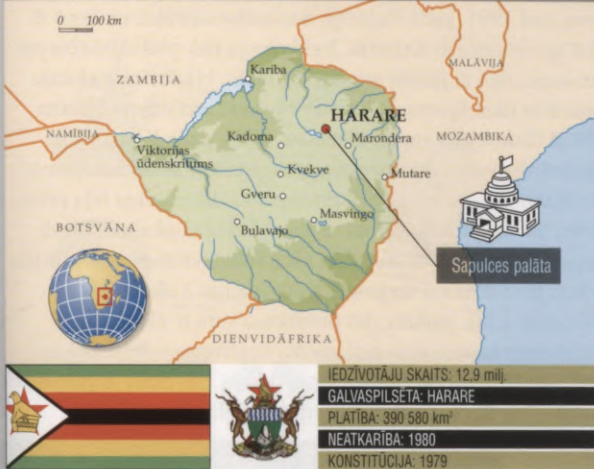 0 100 km
ZAMBIJA
Kariba
MALĀVIJA
HARARE
NAMĪBIJA
Kadoma
Marondera
MOZAMBIKA
Viktorijas
ūdenskritums
Kvekve
Mutare
Gveru
Masvingo
BOTSVĀNA
Bulavajo
Sapulces palāta
DIENVIDĀFRIKA
IEDZĪVOTĀJU SKAITS: 12,9 milj.
GALVASPILSĒTA: HARARE
PLATĪBA: 390 580 km²
NEATKARĪBA: 1980
KONSTITŪCIJA: 1979